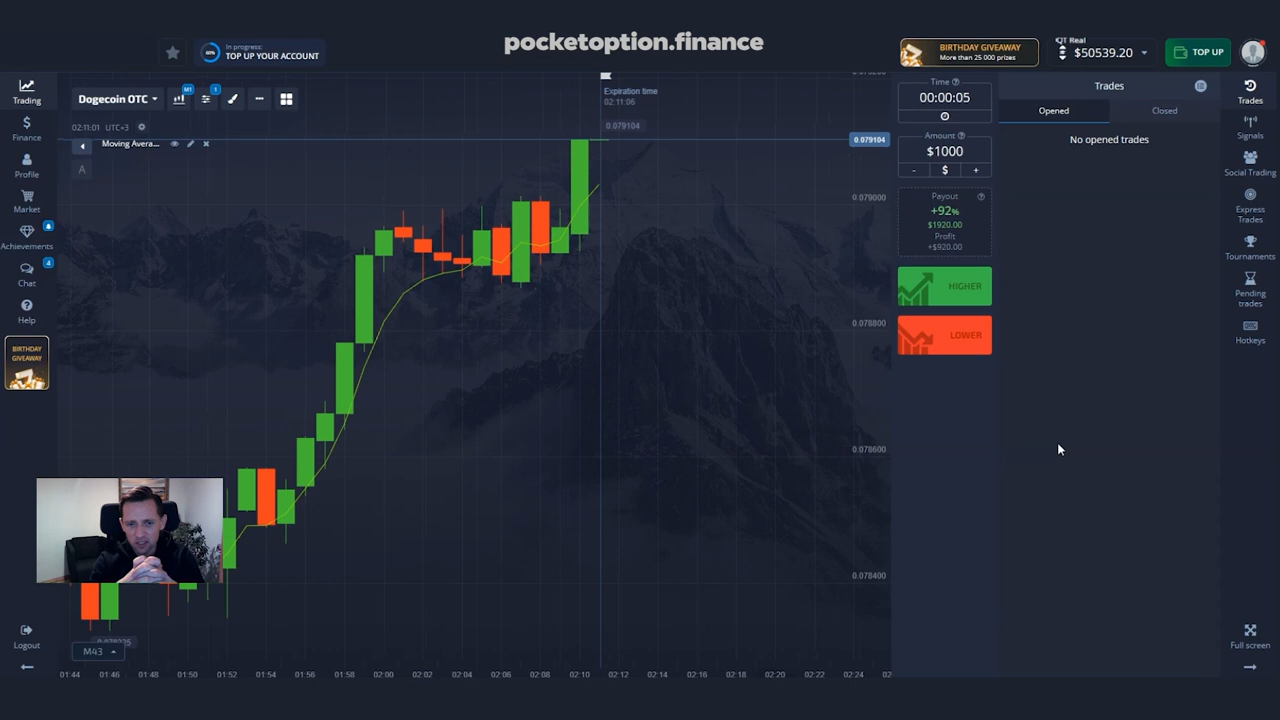 pocketoption.finance
In progress:
TOP UP YOUR ACCOUNT
BIRTHDAY GIVEAWAY
More than 25 000 prizes
QT Real
$50539.20
TOP UP
Trading
Finance
Profile
Market
Achievements
Chat
4
Help
BIRTHDAY
GIVEAWAY
Logout
Dogecoin OTC
M1
1
02:11:01 UTC+3
Moving Avera...
A
Expiration time
02:11:06
0.079104
0.079104
0.079000
0.078800
0.078600
0.078400
M43
01:44 01:46 01:48 01:50 01:52 01:54 01:56 01:58 02:00 02:02 02:04 02:06 02:08 02:10 02:12 02:14 02:16 02:18 02:20 02:22 02:24
Time
00:00:05
Amount
$1000
- $ +
Payout
+92%
$1920.00
Profit
+$920.00
HIGHER
LOWER
Trades
Opened Closed
No opened trades
Trades
Signals
Social Trading
Express
Trades
Tournaments
Pending
trades
Hotkeys
Full screen